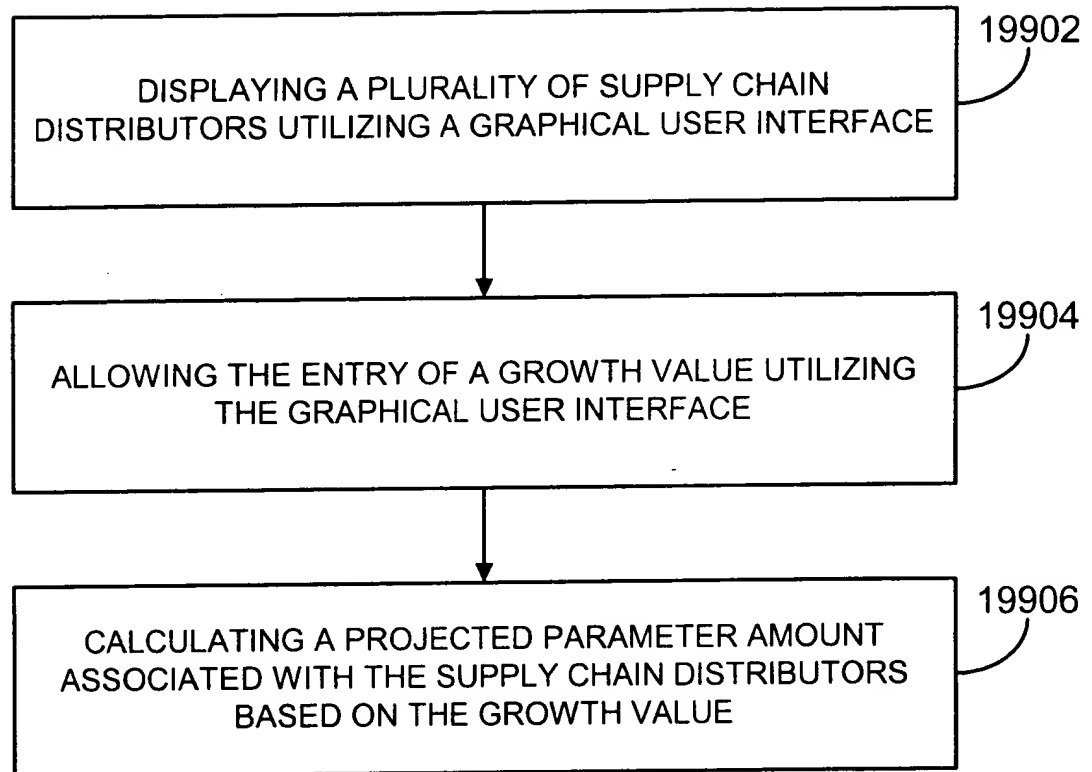 19902
DISPLAYING A PLURALITY OF SUPPLY CHAIN
DISTRIBUTORS UTILIZING A GRAPHICAL USER INTERFACE
19904
ALLOWING THE ENTRY OF A GROWTH VALUE UTILIZING
THE GRAPHICAL USER INTERFACE
19906
CALCULATING A PROJECTED PARAMETER AMOUNT
ASSOCIATED WITH THE SUPPLY CHAIN DISTRIBUTORS
BASED ON THE GROWTH VALUE